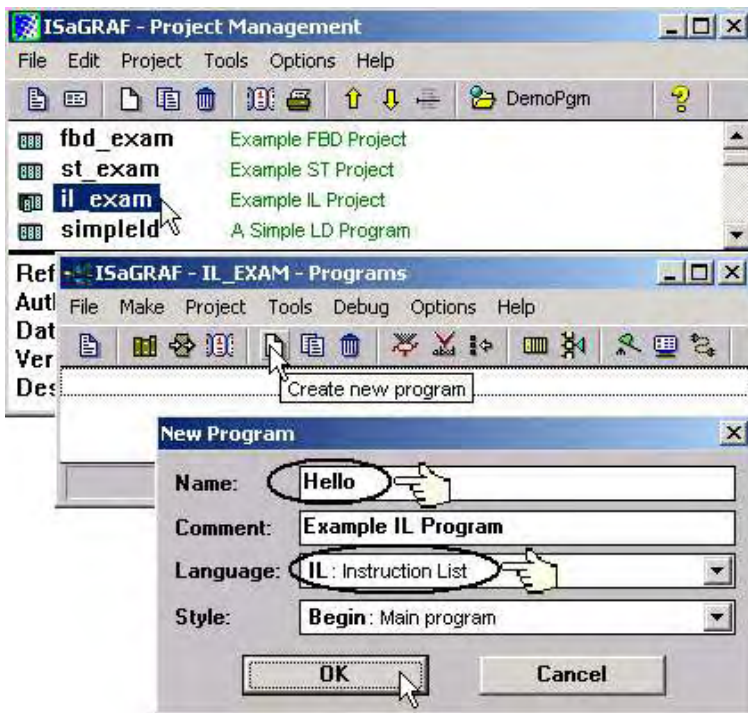 ISaGRAF - Project Management
File Edit Project Tools Options Help
DemoPgm
fbd_exam Example FBD Project
st_exam Example ST Project
il_exam Example IL Project
simpleld A Simple LD Program
Ref
Dat
Ver
ISaGRAF - IL_EXAM - Programs
File Make Project Tools Debug Options Help
Create new program
New Program
Name: Hello
Comment: Example IL Program
Language: IL : Instruction List
Style: Begin : Main program
OK Cancel